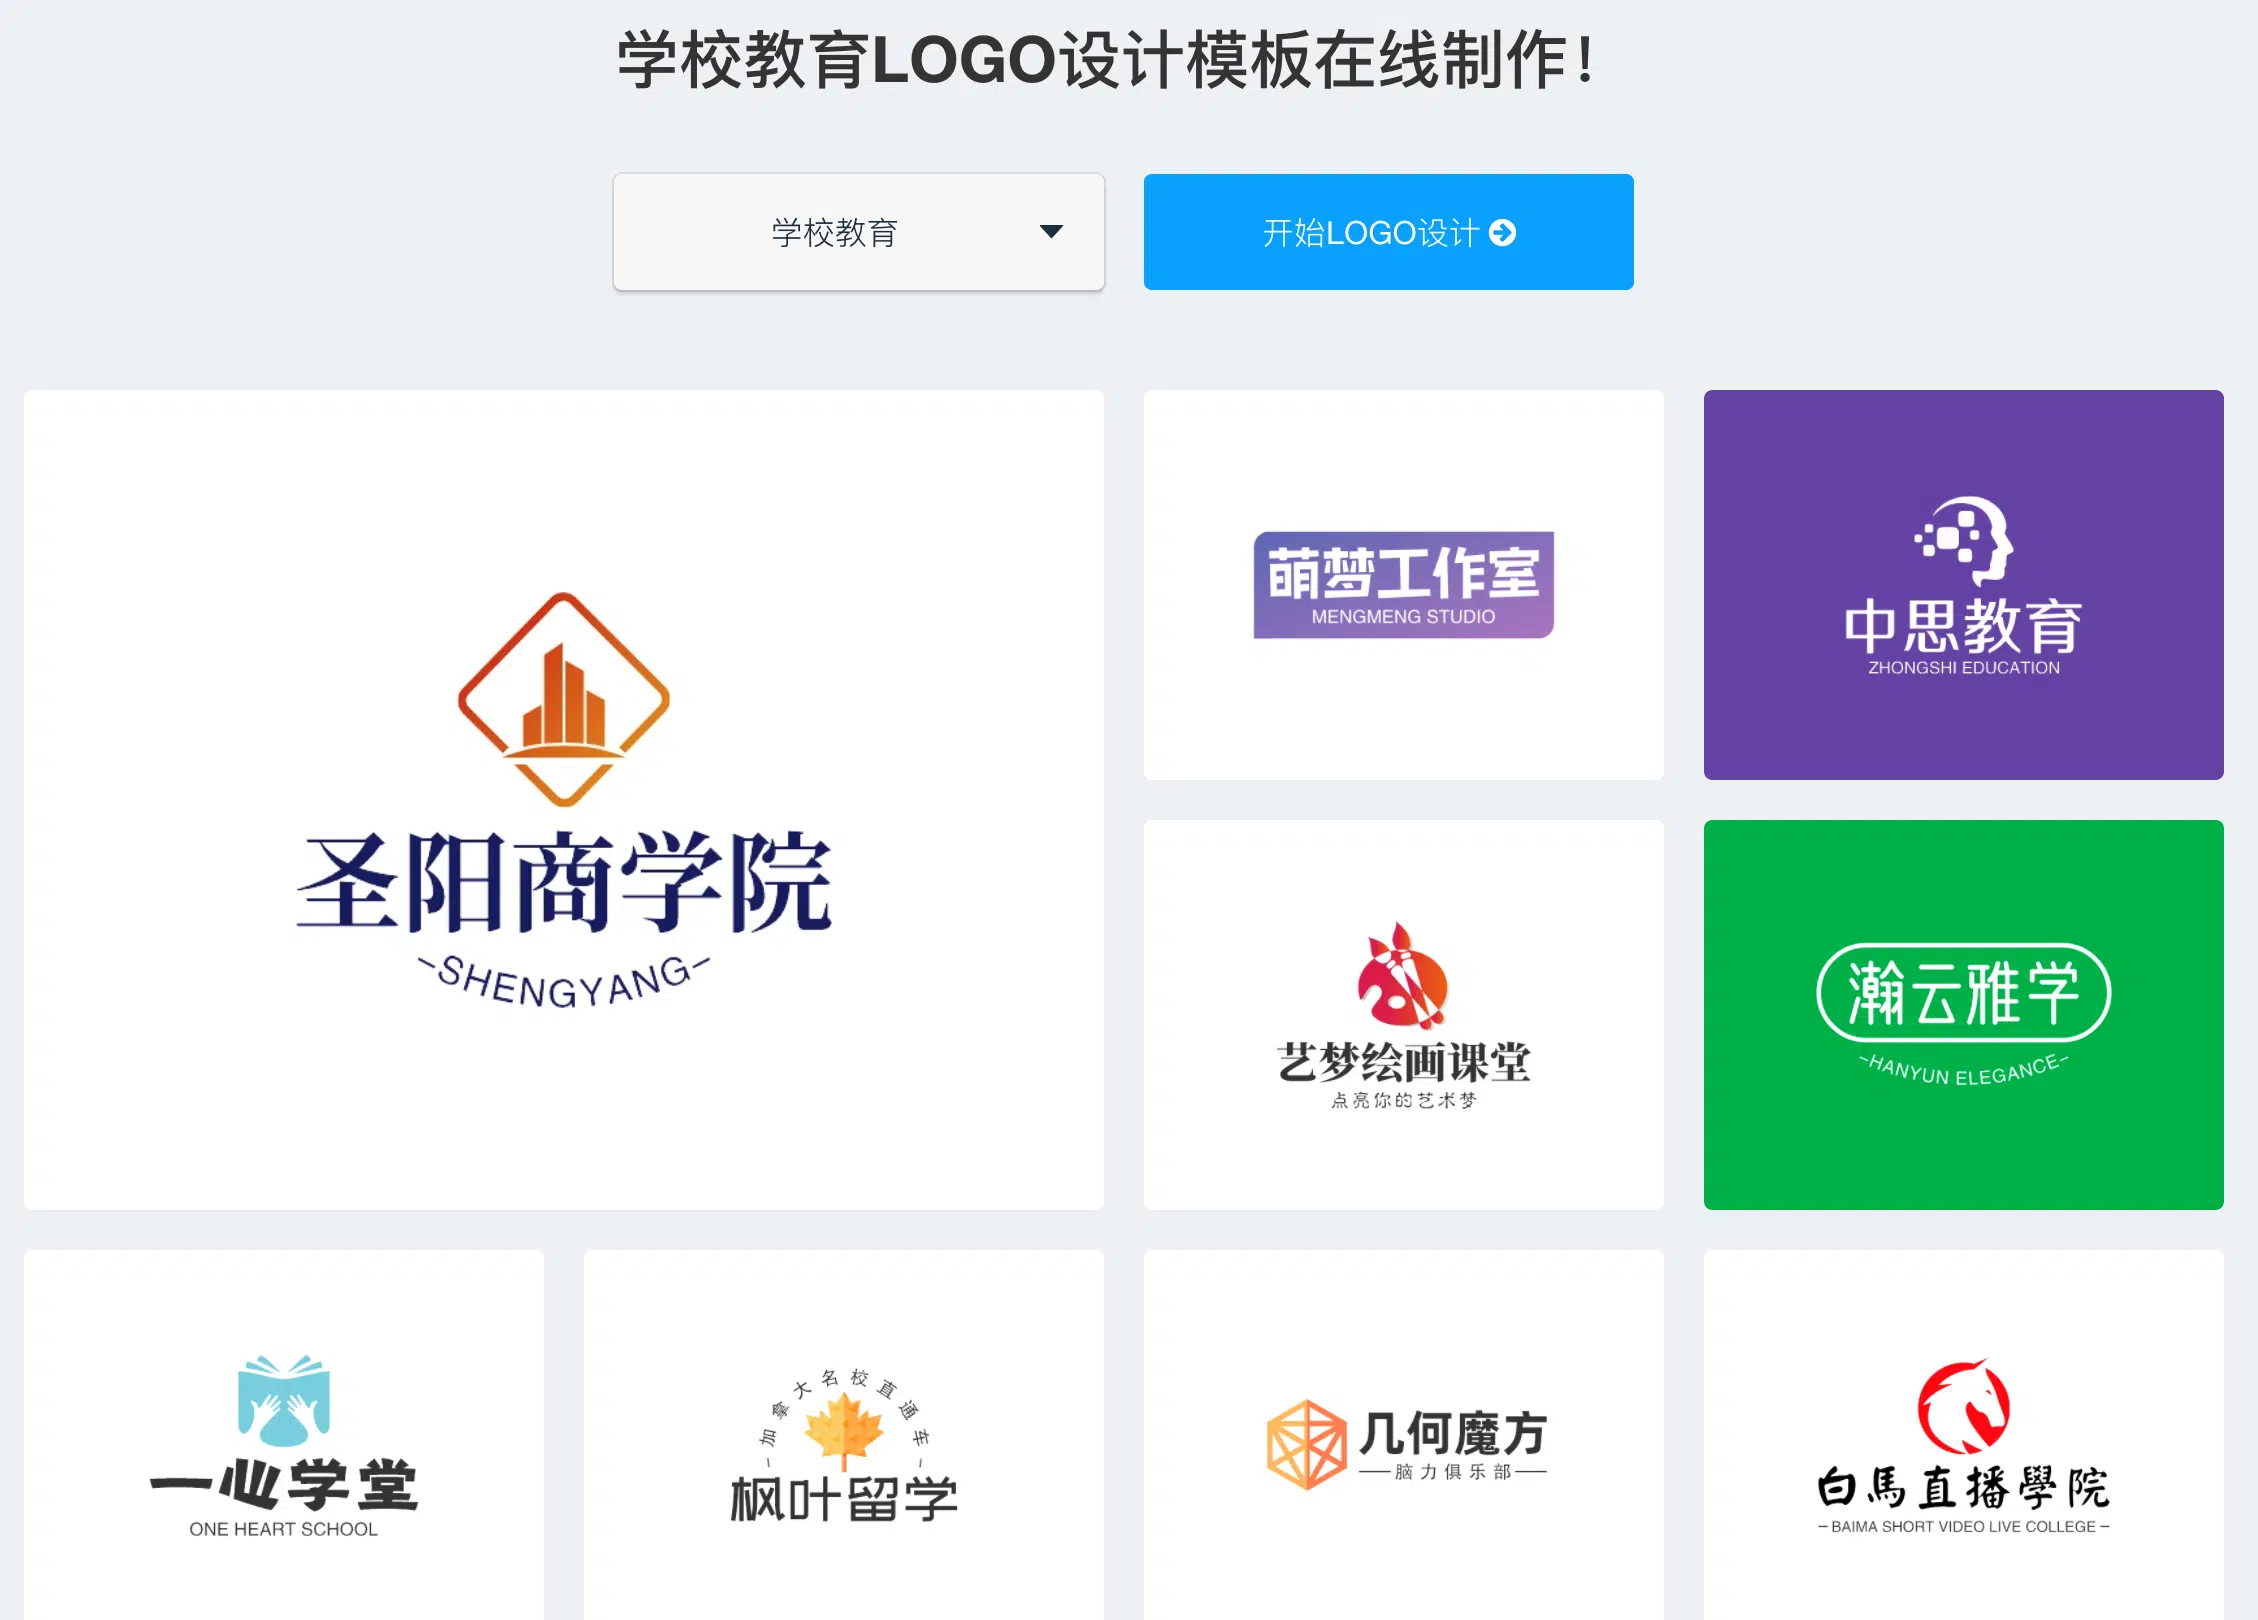 学校教育LOGO设计模板在线制作！
学校教育
开始LOGO设计
圣阳商学院
-SHENGYANG-
萌梦工作室
MENGMENG STUDIO
中思教育
ZHONGSHI EDUCATION
艺梦绘画课堂
点亮你的艺术梦
瀚云雅学
-HANYUN ELEGANCE-
一心学堂
ONE HEART SCHOOL
-加拿大名校直通车-
枫叶留学
几何魔方
脑力俱乐部
白馬直播學院
-BAIMA SHORT VIDEO LIVE COLLEGE-